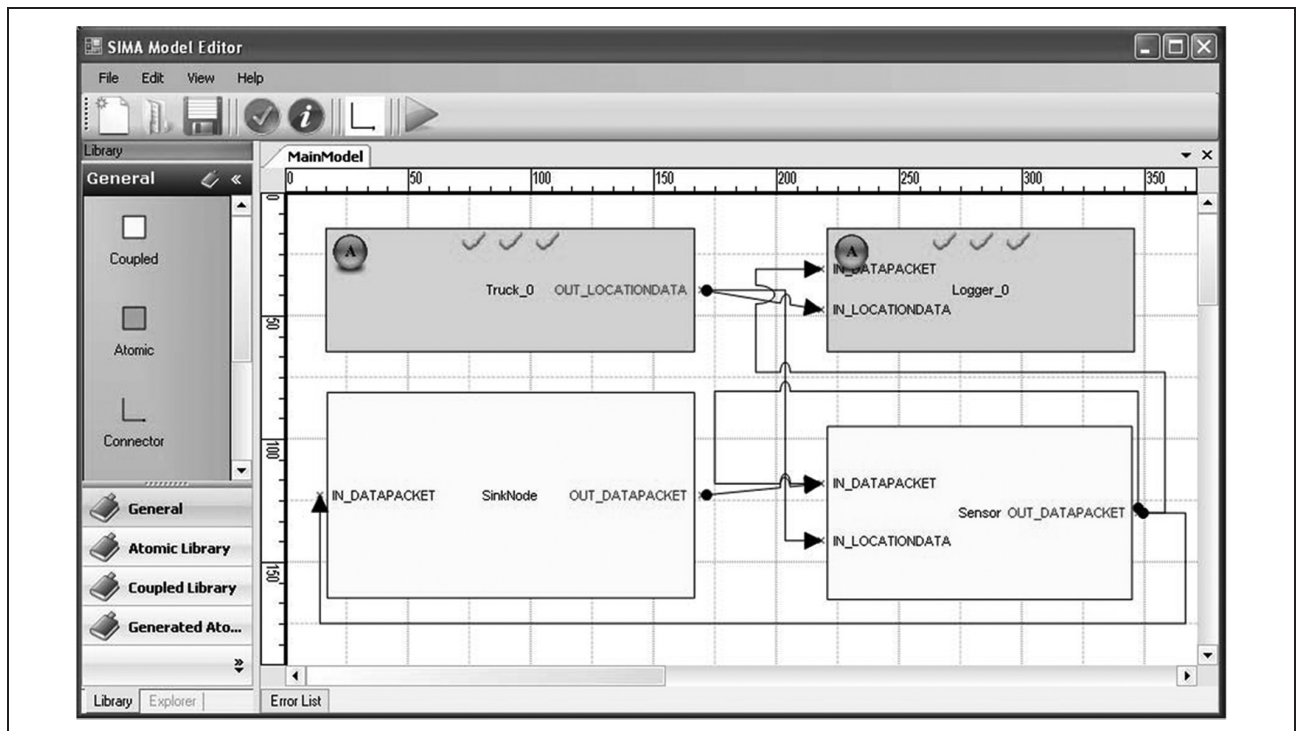 SIMA Model Editor
File Edit View Help
Library
General «
Coupled
Atomic
Connector
General
Atomic Library
Coupled Library
Generated Ato...
»
Library Explorer
MainModel
0 50 100 150 200 250 300 350
0
50
100
150
A
Truck_0 OUT_LOCATIONDATA
A
IN_DATAPACKET
Logger_0
IN_LOCATIONDATA
IN_DATAPACKET SinkNode OUT_DATAPACKET
IN_DATAPACKET
Sensor OUT_DATAPACKET
IN_LOCATIONDATA
Error List